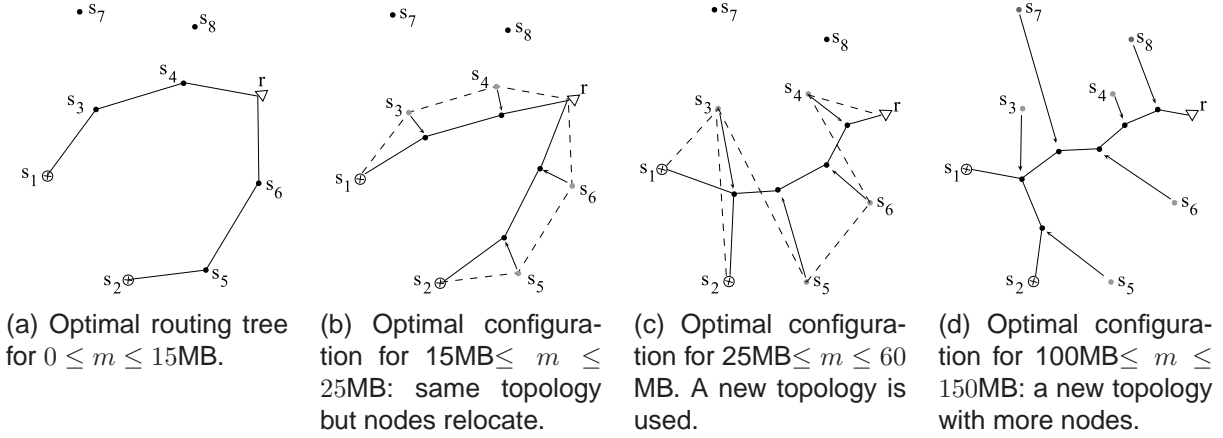 s7
s8
s4
r
s3
s1
s6
s2
s5
(a) Optimal routing tree
for 0 ≤ m ≤ 15MB.
s7
s8
s4
r
s3
s1
s6
s2
s5
(b) Optimal configura-
tion for 15MB≤ m ≤
25MB: same topology
but nodes relocate.
s7
s8
s4
r
s3
s1
s6
s2
s5
(c) Optimal configura-
tion for 25MB≤ m ≤ 60
MB. A new topology is
used.
s7
s8
s4
r
s3
s1
s6
s2
s5
(d) Optimal configura-
tion for 100MB≤ m ≤
150MB: a new topology
with more nodes.